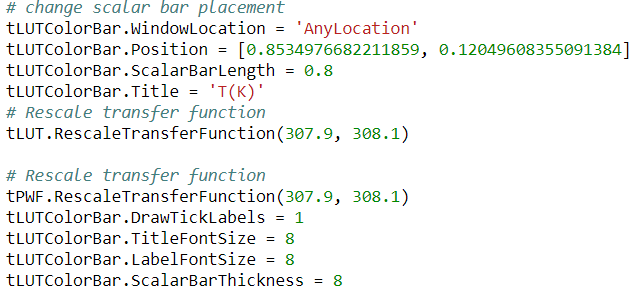 # change scalar bar placement
tLUTColorBar.WindowLocation = 'AnyLocation'
tLUTColorBar.Position = [0.8534976682211859, 0.12049608355091384]
tLUTColorBar.ScalarBarLength = 0.8
tLUTColorBar.Title = 'T(K)'
# Rescale transfer function
tLUT.RescaleTransferFunction(307.9, 308.1)
# Rescale transfer function
tPWF.RescaleTransferFunction(307.9, 308.1)
tLUTColorBar.DrawTickLabels = 1
tLUTColorBar.TitleFontSize = 8
tLUTColorBar.LabelFontSize = 8
tLUTColorBar.ScalarBarThickness = 8